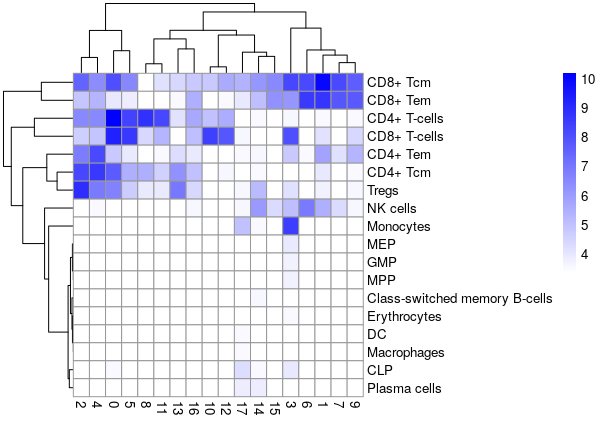 CD8+ Tcm
CD8+ Tem
CD4+ T-cells
CD8+ T-cells
CD4+ Tem
CD4+ Tcm
Tregs
NK cells
Monocytes
MEP
GMP
MPP
Class-switched memory B-cells
Erythrocytes
DC
Macrophages
CLP
Plasma cells
2 4 0 5 8 11 13 16 10 12 17 14 15 3 6 1 7 9
10
9
8
7
6
5
4